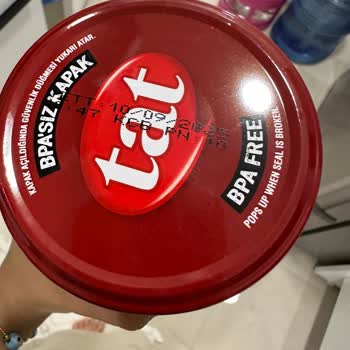 KAPAK AÇILDIĞINDA GÜVENLİK DÜĞMESİ YUKARI ATAR.
BPASIZ KAPAK
tat
BPA FREE
POPS UP WHEN SEAL IS BROKEN.